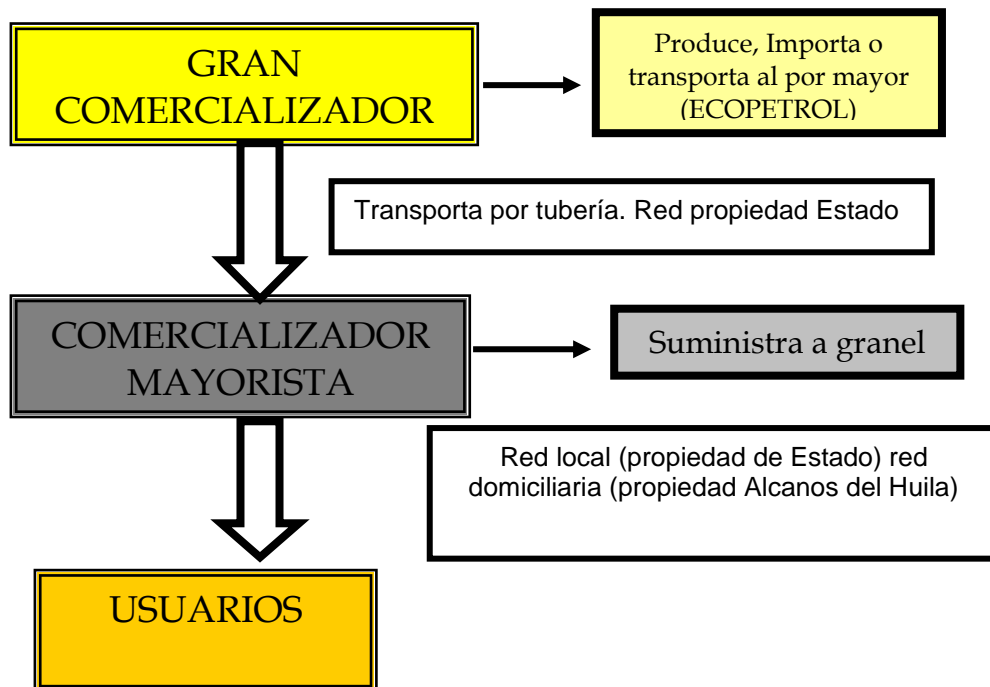 GRAN
COMERCIALIZADOR
Produce, Importa o
transporta al por mayor
(ECOPETROL)
Transporta por tubería. Red propiedad Estado
COMERCIALIZADOR
MAYORISTA
Suministra a granel
Red local (propiedad de Estado) red
domiciliaria (propiedad Alcanos del Huila)
USUARIOS